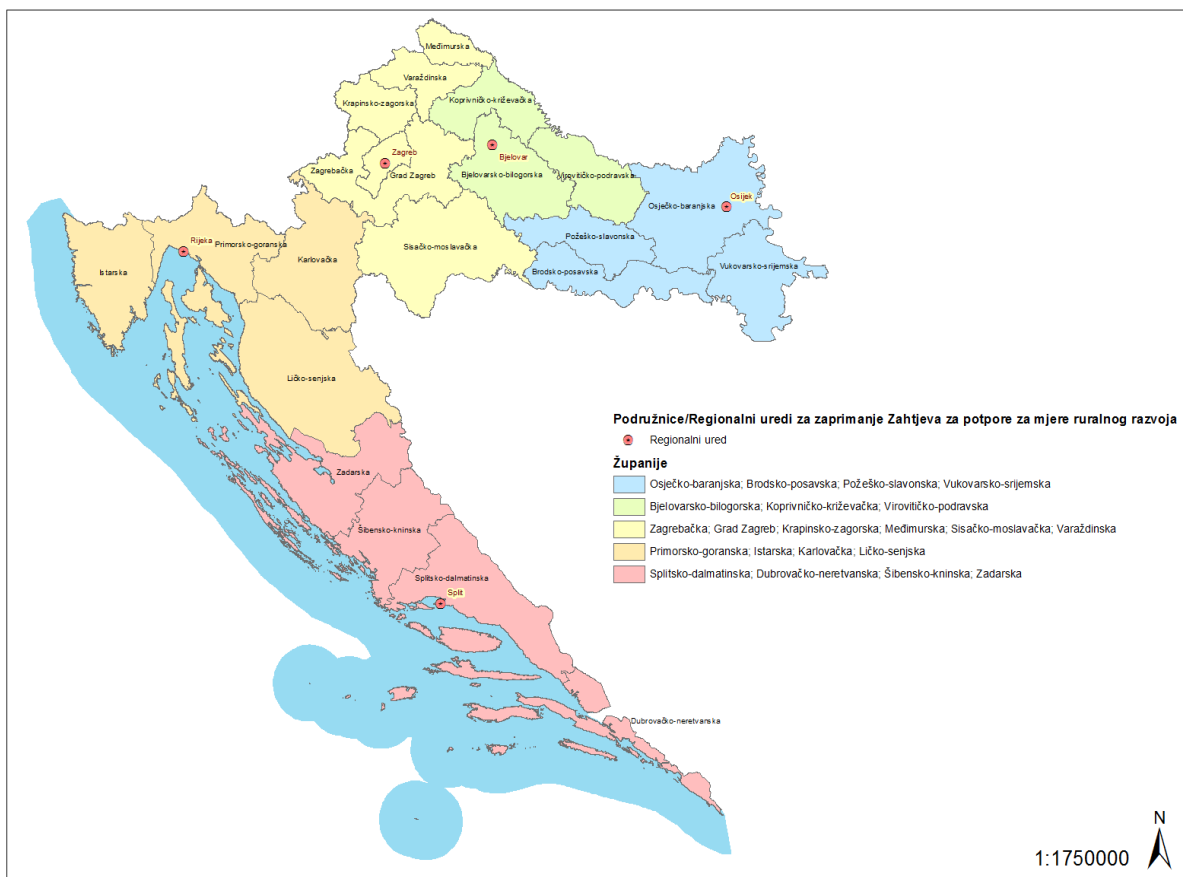 Međimurska
Varaždinska
Koprivničko-križevačka
Krapinsko-zagorska
Bjelovar
Zagreb
Zagrebačka
Grad Zagreb
Bjelovarsko-bilogorska
Virovitičko-podravska
Osijek
Osječko-baranjska
Rijeka
Primorsko-goranska
Sisačko-moslavačka
Požeško-slavonska
Karlovačka
Istarska
Brodsko-posavska
Vukovarsko-srijemska
Ličko-senjska
Zadarska
Šibensko-kninska
Splitsko-dalmatinska
Split
Dubrovačko-neretvanska
Podružnice/Regionalni uredi za zaprimanje Zahtjeva za potpore za mjere ruralnog razvoja
Regionalni ured
Županije
Osječko-baranjska; Brodsko-posavska; Požeško-slavonska; Vukovarsko-srijemska
Bjelovarsko-bilogorska; Koprivničko-križevačka; Virovitičko-podravska
Zagrebačka; Grad Zagreb; Krapinsko-zagorska; Međimurska; Sisačko-moslavačka; Varaždinska
Primorsko-goranska; Istarska; Karlovačka; Ličko-senjska
Splitsko-dalmatinska; Dubrovačko-neretvanska; Šibensko-kninska; Zadarska
N
1:1750000